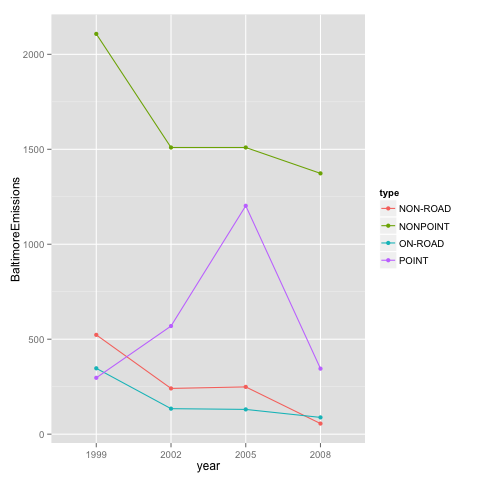 BaltimoreEmissions
2000
1500
1000
500
0
1999 2002 2005 2008
year
type
NON-ROAD
NONPOINT
ON-ROAD
POINT